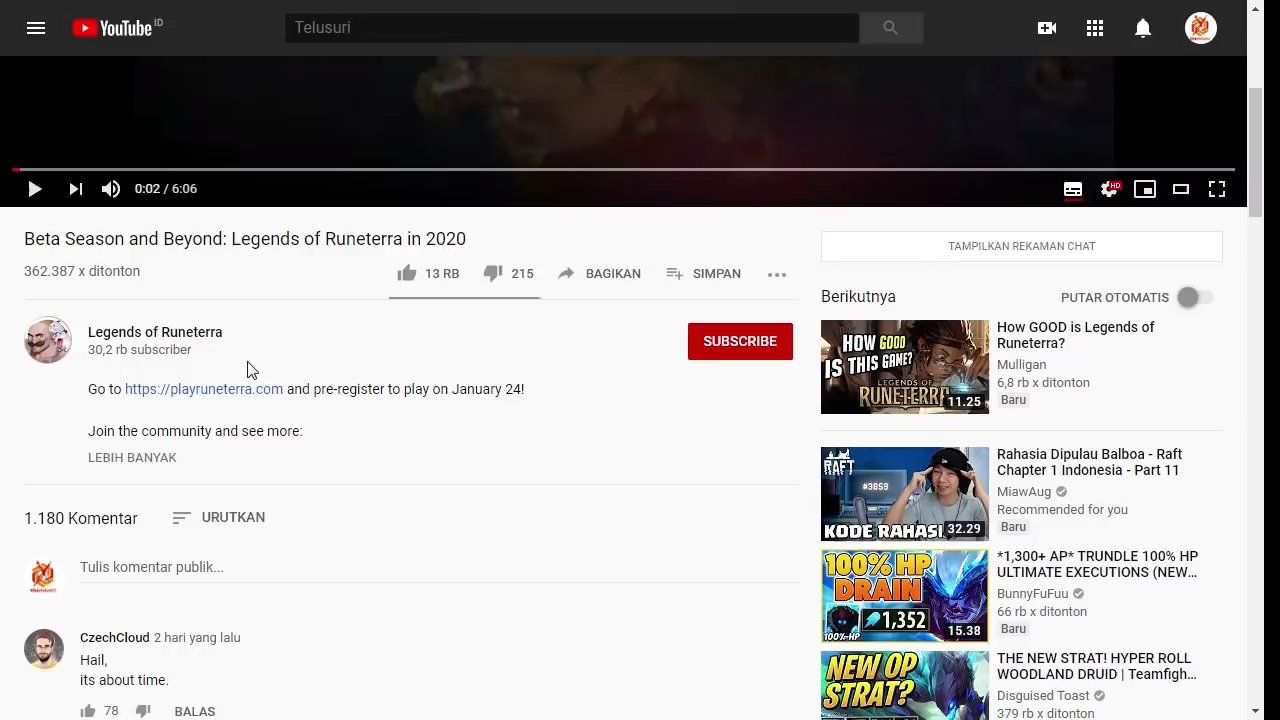 YouTube ID
Telusuri
0:02 / 6:06
HD
Beta Season and Beyond: Legends of Runeterra in 2020
362.387 x ditonton
13 RB
215
BAGIKAN
SIMPAN
Legends of Runeterra
30,2 rb subscriber
SUBSCRIBE
Go to https://playruneterra.com and pre-register to play on January 24!
Join the community and see more:
LEBIH BANYAK
1.180 Komentar
URUTKAN
Tulis komentar publik...
CzechCloud 2 hari yang lalu
Hail,
its about time.
78
BALAS
TAMPILKAN REKAMAN CHAT
Berikutnya
PUTAR OTOMATIS
HOW GOOD
IS THIS GAME?
LEGENDS OF
RUNETERRA
11.25
How GOOD is Legends of
Runeterra?
Mulligan
6,8 rb x ditonton
Baru
RAFT
#3859
KODE RAHASI
32.29
Rahasia Dipulau Balboa - Raft
Chapter 1 Indonesia - Part 11
MiawAug
Recommended for you
Baru
100% HP
DRAIN
1,352
100%-HP
15.38
*1,300+ AP* TRUNDLE 100% HP
ULTIMATE EXECUTIONS (NEW...
BunnyFuFuu
66 rb x ditonton
Baru
NEW OP
STRAT?
THE NEW STRAT! HYPER ROLL
WOODLAND DRUID | Teamfigh...
Disguised Toast
379 rb x ditonton